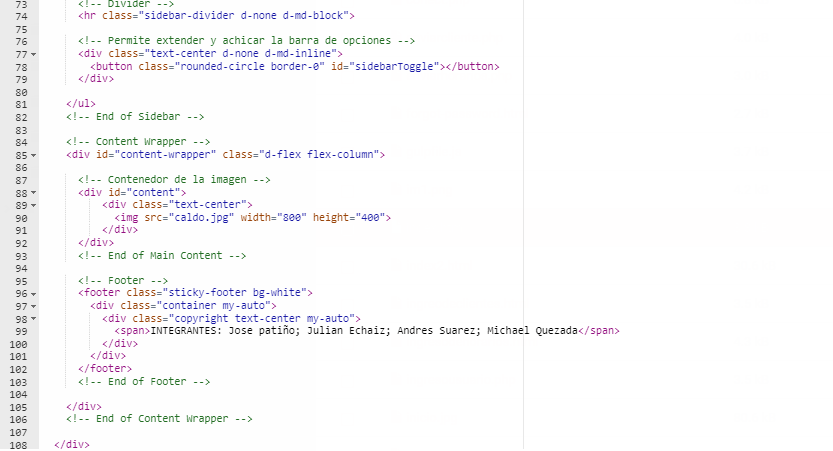 73 <!-- Divider -->
74 <hr class="sidebar-divider d-none d-md-block">
75
76 <!-- Permite extender y achicar la barra de opciones -->
77 <div class="text-center d-none d-md-inline">
78 <button class="rounded-circle border-0" id="sidebarToggle"></button>
79 </div>
80
81 </ul>
82 <!-- End of Sidebar -->
83
84 <!-- Content Wrapper -->
85 <div id="content-wrapper" class="d-flex flex-column">
86
87 <!-- Contenedor de la imagen -->
88 <div id="content">
89 <div class="text-center">
90 <img src="caldo.jpg" width="800" height="400">
91 </div>
92 </div>
93 <!-- End of Main Content -->
94
95 <!-- Footer -->
96 <footer class="sticky-footer bg-white">
97 <div class="container my-auto">
98 <div class="copyright text-center my-auto">
99 <span>INTEGRANTES: Jose patiño; Julian Echaiz; Andres Suarez; Michael Quezada</span>
100 </div>
101 </div>
102 </footer>
103 <!-- End of Footer -->
104
105 </div>
106 <!-- End of Content Wrapper -->
107
108 </div>